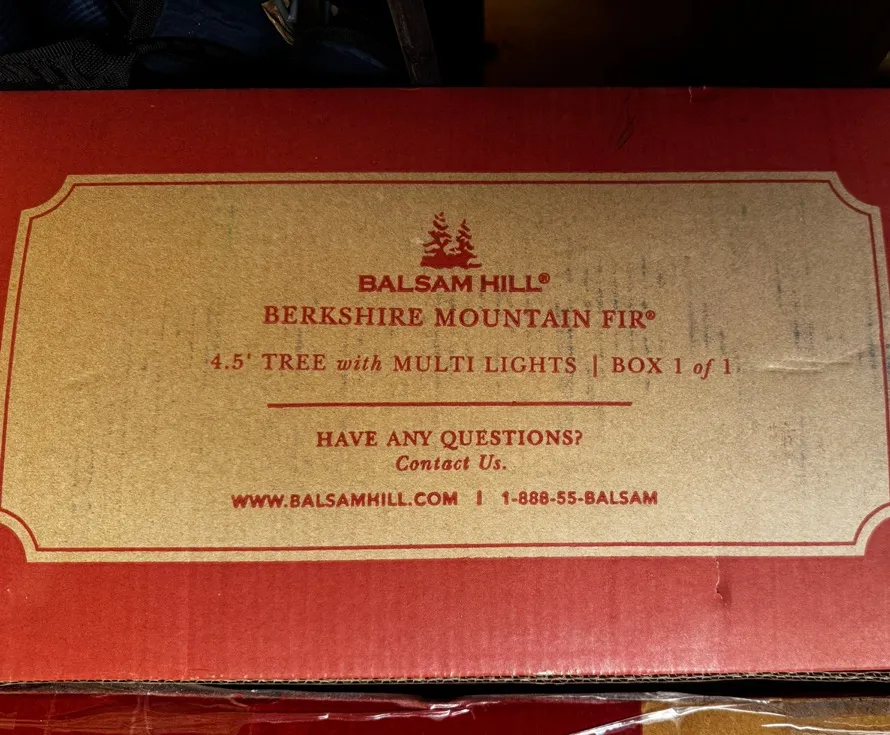 BALSAM HILL®
BERKSHIRE MOUNTAIN FIR®
4.5' TREE with MULTI LIGHTS | BOX 1 of 1
HAVE ANY QUESTIONS?
Contact Us.
WWW.BALSAMHILL.COM | 1-888-55-BALSAM